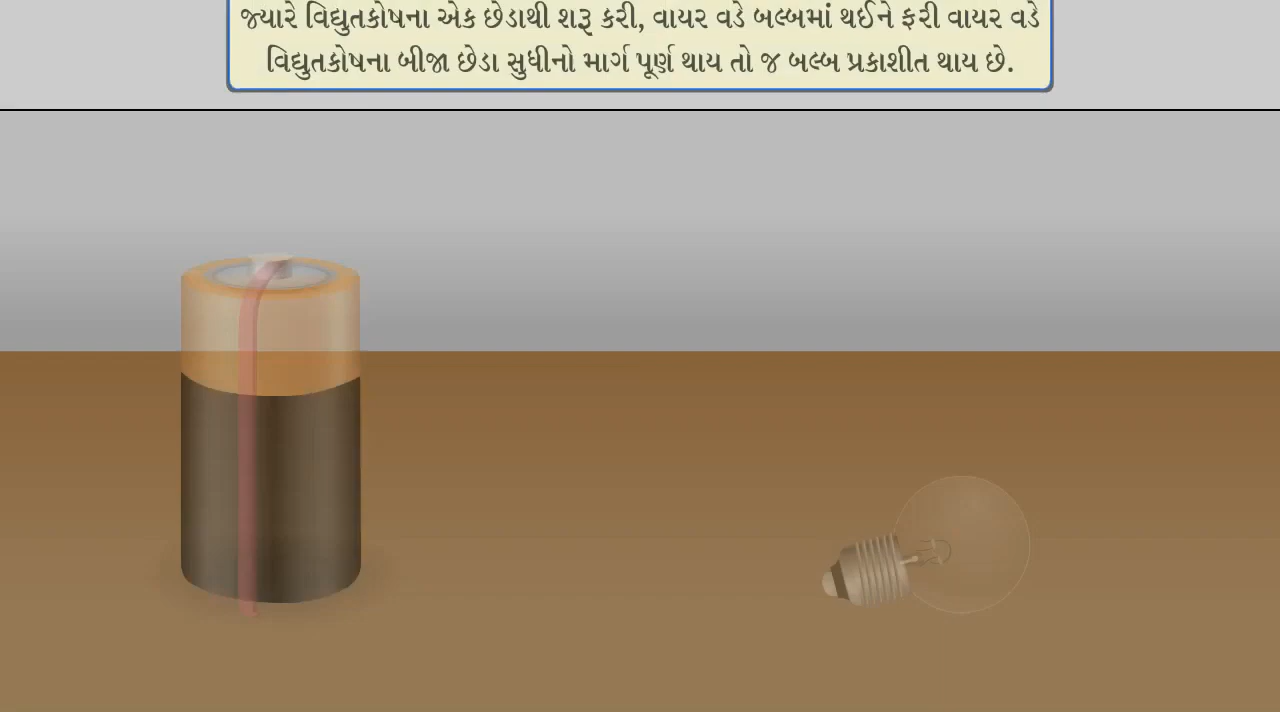 જ્યારે વિદ્યુતકોષના એક છેડાથી શરૂ કરી, વાયર વડે બલ્બમાં થઈને ફરી વાયર વડે
વિદ્યુતકોષના બીજા છેડા સુધીનો માર્ગ પૂર્ણ થાય તો જ બલ્બ પ્રકાશીત થાય છે.